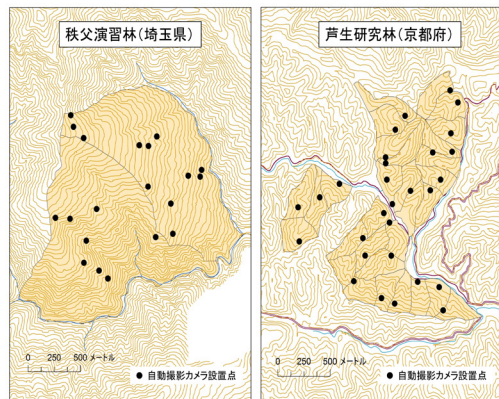 秩父演習林(埼玉県)
0 250 500 メートル
● 自動撮影カメラ設置点
芦生研究林(京都府)
0 250 500 メートル
● 自動撮影カメラ設置点